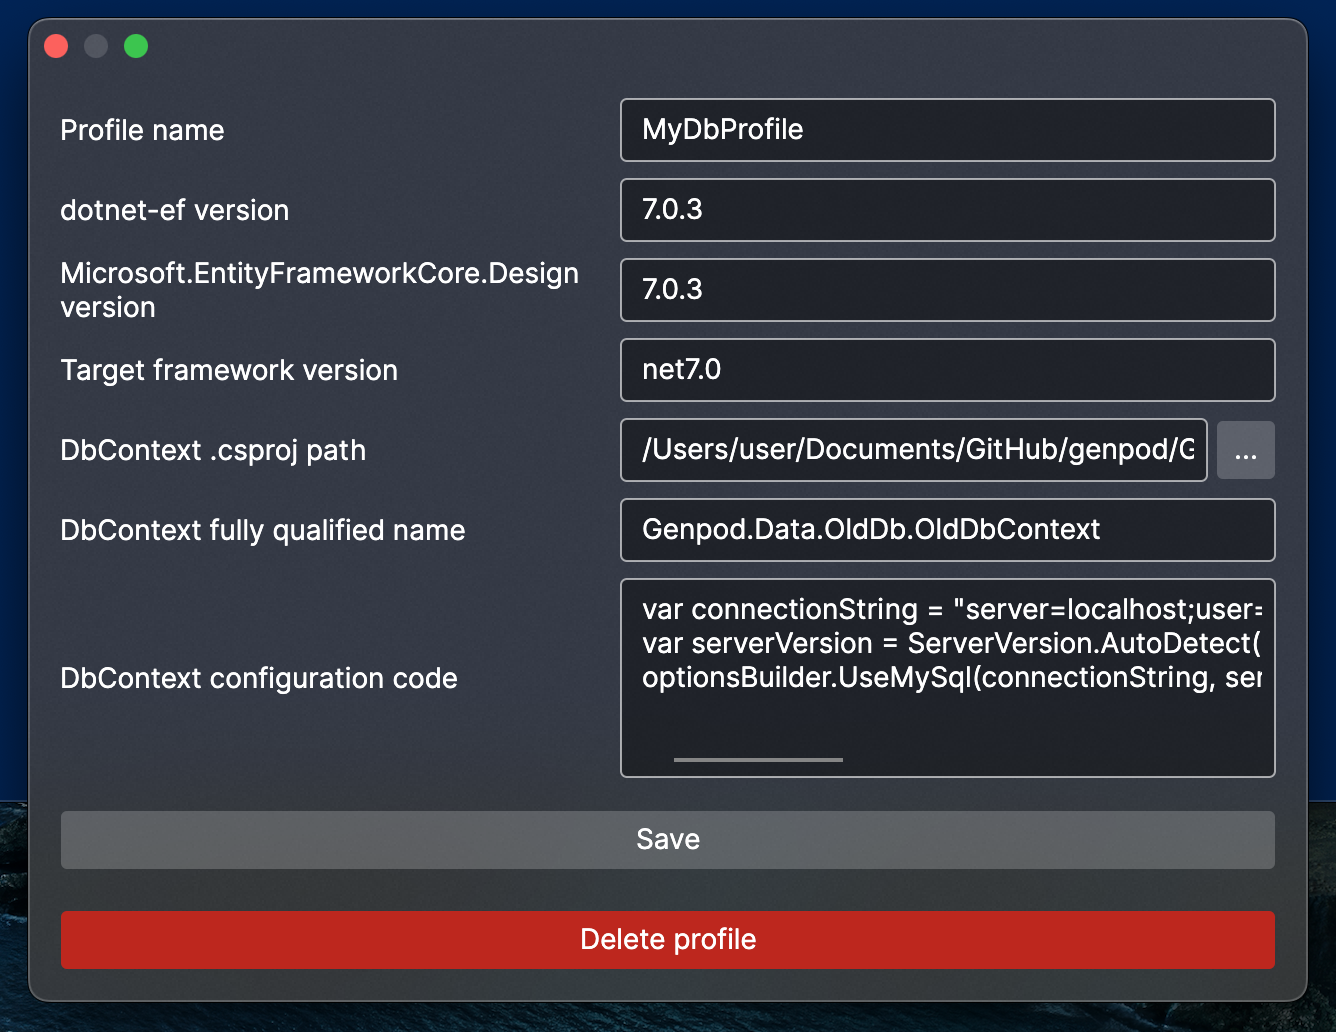 Profile name
MyDbProfile
dotnet-ef version
7.0.3
Microsoft.EntityFrameworkCore.Design
version
7.0.3
Target framework version
net7.0
DbContext .csproj path
/Users/user/Documents/GitHub/genpod/G
...
DbContext fully qualified name
Genpod.Data.OldDb.OldDbContext
DbContext configuration code
var connectionString = "server=localhost;user=
var serverVersion = ServerVersion.AutoDetect(
optionsBuilder.UseMySql(connectionString, ser
Save
Delete profile